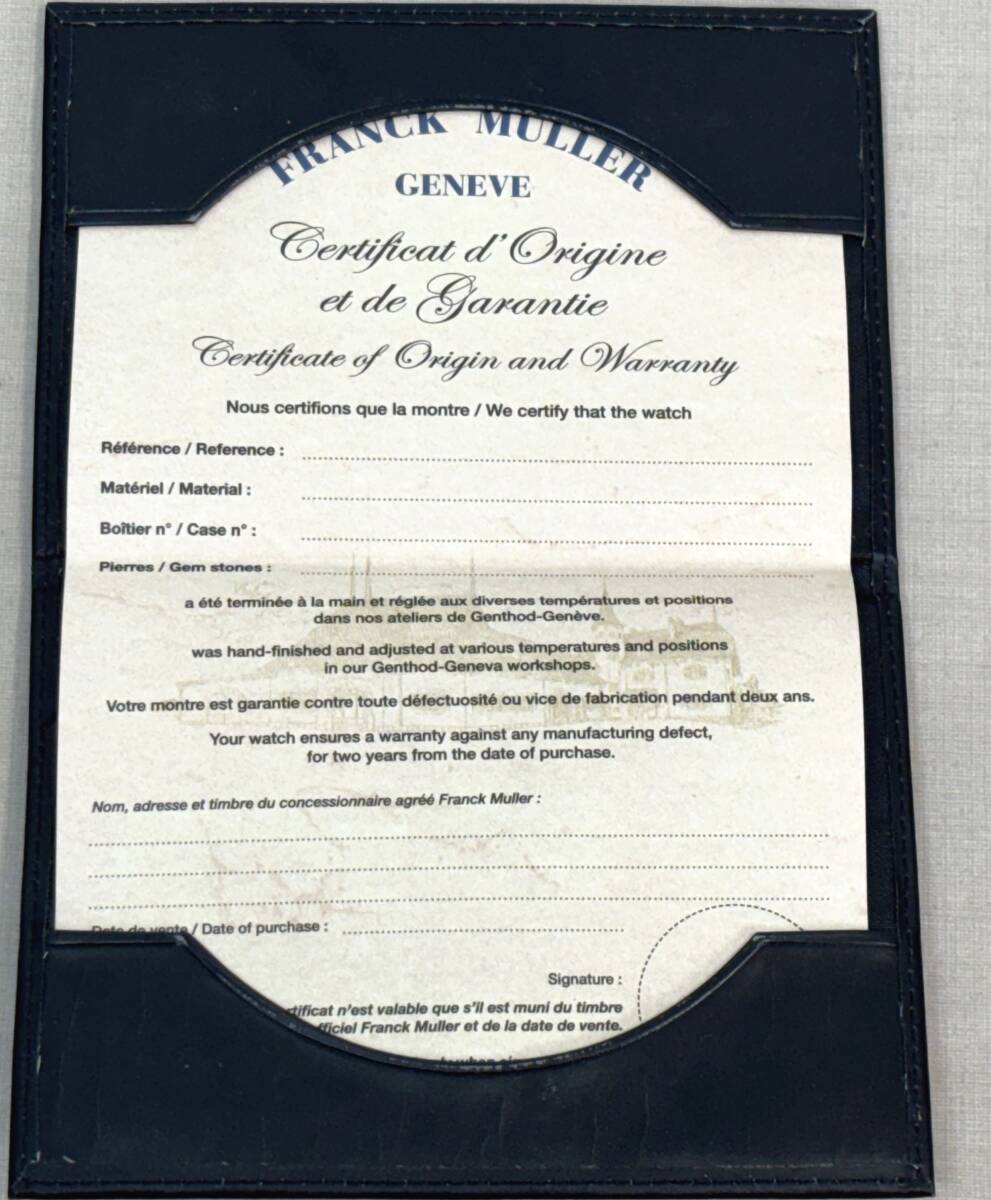 FRANCK MULLER
GENEVE
Certificat d'Origine
et de Garantie
Certificate of Origin and Warranty
Nous certifions que la montre / We certify that the watch
Référence / Reference :
Matériel / Material :
Boîtier n° / Case n° :
Pierres / Gem stones :
a été terminée à la main et réglée aux diverses températures et positions
dans nos ateliers de Genthod-Genève.
was hand-finished and adjusted at various temperatures and positions
in our Genthod-Geneva workshops.
Votre montre est garantie contre toute défectuosité ou vice de fabrication pendant deux ans.
Your watch ensures a warranty against any manufacturing defect,
for two years from the date of purchase.
Nom, adresse et timbre du concessionnaire agréé Franck Muller :
Date de vente / Date of purchase :
Signature :
tificat n'est valable que s'il est muni du timbre
fficiel Franck Muller et de la date de vente.